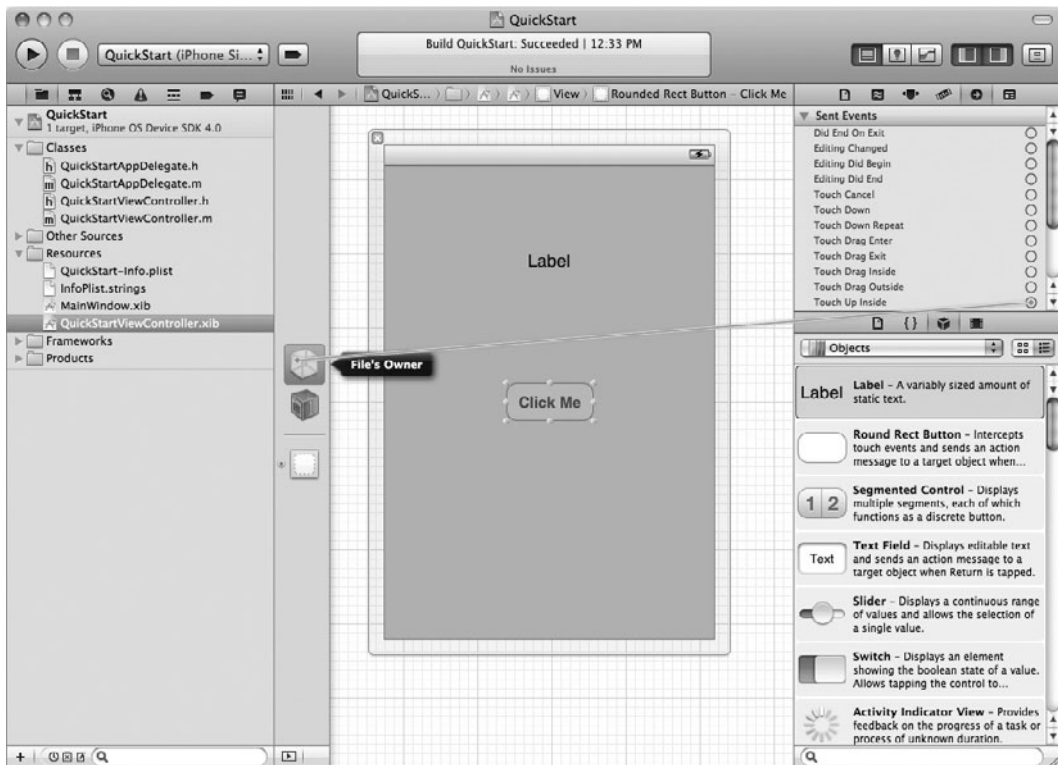 QuickStart
QuickStart (iPhone Si...
Build QuickStart: Succeeded | 12:33 PM
No Issues
QuickS...
View
Rounded Rect Button – Click Me
QuickStart
1 target, iPhone OS Device SDK 4.0
Classes
h QuickStartAppDelegate.h
m QuickStartAppDelegate.m
h QuickStartViewController.h
m QuickStartViewController.m
Other Sources
Resources
QuickStart-Info.plist
InfoPlist.strings
MainWindow.xib
QuickStartViewController.xib
Frameworks
Products
File's Owner
Label
Click Me
Sent Events
Did End On Exit
Editing Changed
Editing Did Begin
Editing Did End
Touch Cancel
Touch Down
Touch Down Repeat
Touch Drag Enter
Touch Drag Exit
Touch Drag Inside
Touch Drag Outside
Touch Up Inside
{ }
Objects
Label
Label – A variably sized amount of
static text.
Round Rect Button – Intercepts
touch events and sends an action
message to a target object when...
1 2
Segmented Control – Displays
multiple segments, each of which
functions as a discrete button.
Text
Text Field – Displays editable text
and sends an action message to a
target object when Return is tapped.
Slider – Displays a continuous range
of values and allows the selection of
a single value.
Switch – Displays an element
showing the boolean state of a value.
Allows tapping the control to...
Activity Indicator View – Provides
feedback on the progress of a task or
process of unknown duration.